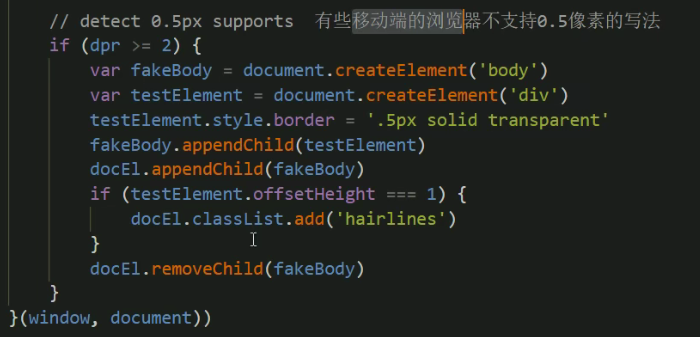 // detect 0.5px supports  有些移动端的浏览器不支持0.5像素的写法
if (dpr >= 2) {
var fakeBody = document.createElement('body')
var testElement = document.createElement('div')
testElement.style.border = '.5px solid transparent'
fakeBody.appendChild(testElement)
docEl.appendChild(fakeBody)
if (testElement.offsetHeight === 1) {
docEl.classList.add('hairlines')
}
docEl.removeChild(fakeBody)
}
}(window, document))